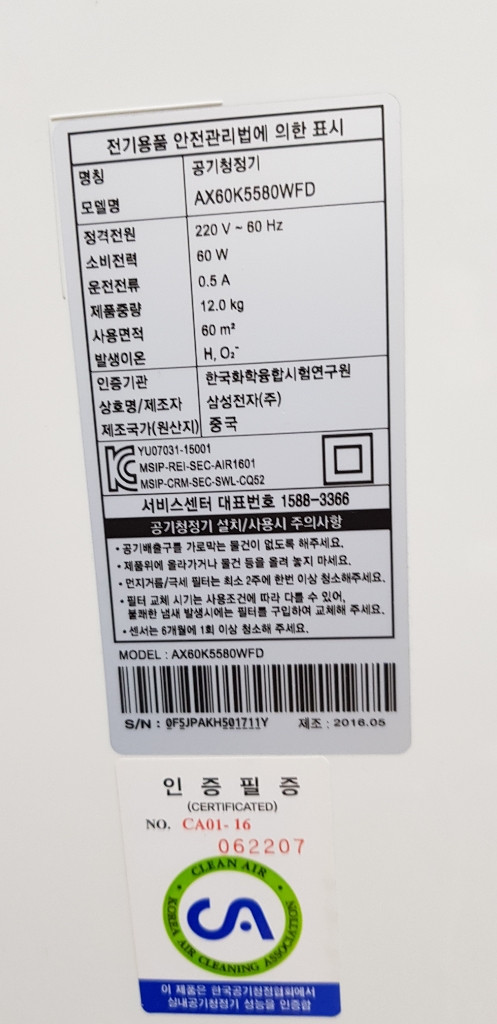 전기용품 안전관리법에 의한 표시
명칭 공기청정기
모델명 AX60K5580WFD
정격전원 220 V ~ 60 Hz
소비전력 60 W
운전전류 0.5 A
제품중량 12.0 kg
사용면적 60 m²
발생이온 H, O₂⁻
인증기관 한국화학융합시험연구원
상호명/제조자 삼성전자(주)
제조국가(원산지) 중국
YU07031-15001
MSIP-REI-SEC-AIR1601
MSIP-CRM-SEC-SWL-CQ52
서비스센터 대표번호 1588-3366
공기청정기 설치/사용시 주의사항
• 공기배출구를 가로막는 물건이 없도록 해주세요.
• 제품위에 올라가거나 물건 등을 올려 놓지 마세요.
• 먼지거름/극세 필터는 최소 2주에 한번 이상 청소해주세요.
• 필터 교체 시기는 사용조건에 따라 다를 수 있어,
불쾌한 냄새 발생시에는 필터를 구입하여 교체해 주세요.
• 센서는 6개월에 1회 이상 청소해 주세요.
MODEL : AX60K5580WFD
S/N : 0F5JPAKH501711Y 제조 : 2016.05
인 증 필 증
(CERTIFICATED)
NO. CA01-16
062207
CLEAN AIR
CA
KOREA AIR CLEANING ASSOCIATION
이 제품은 한국공기청정협회에서
실내공기청정기 성능을 인증함